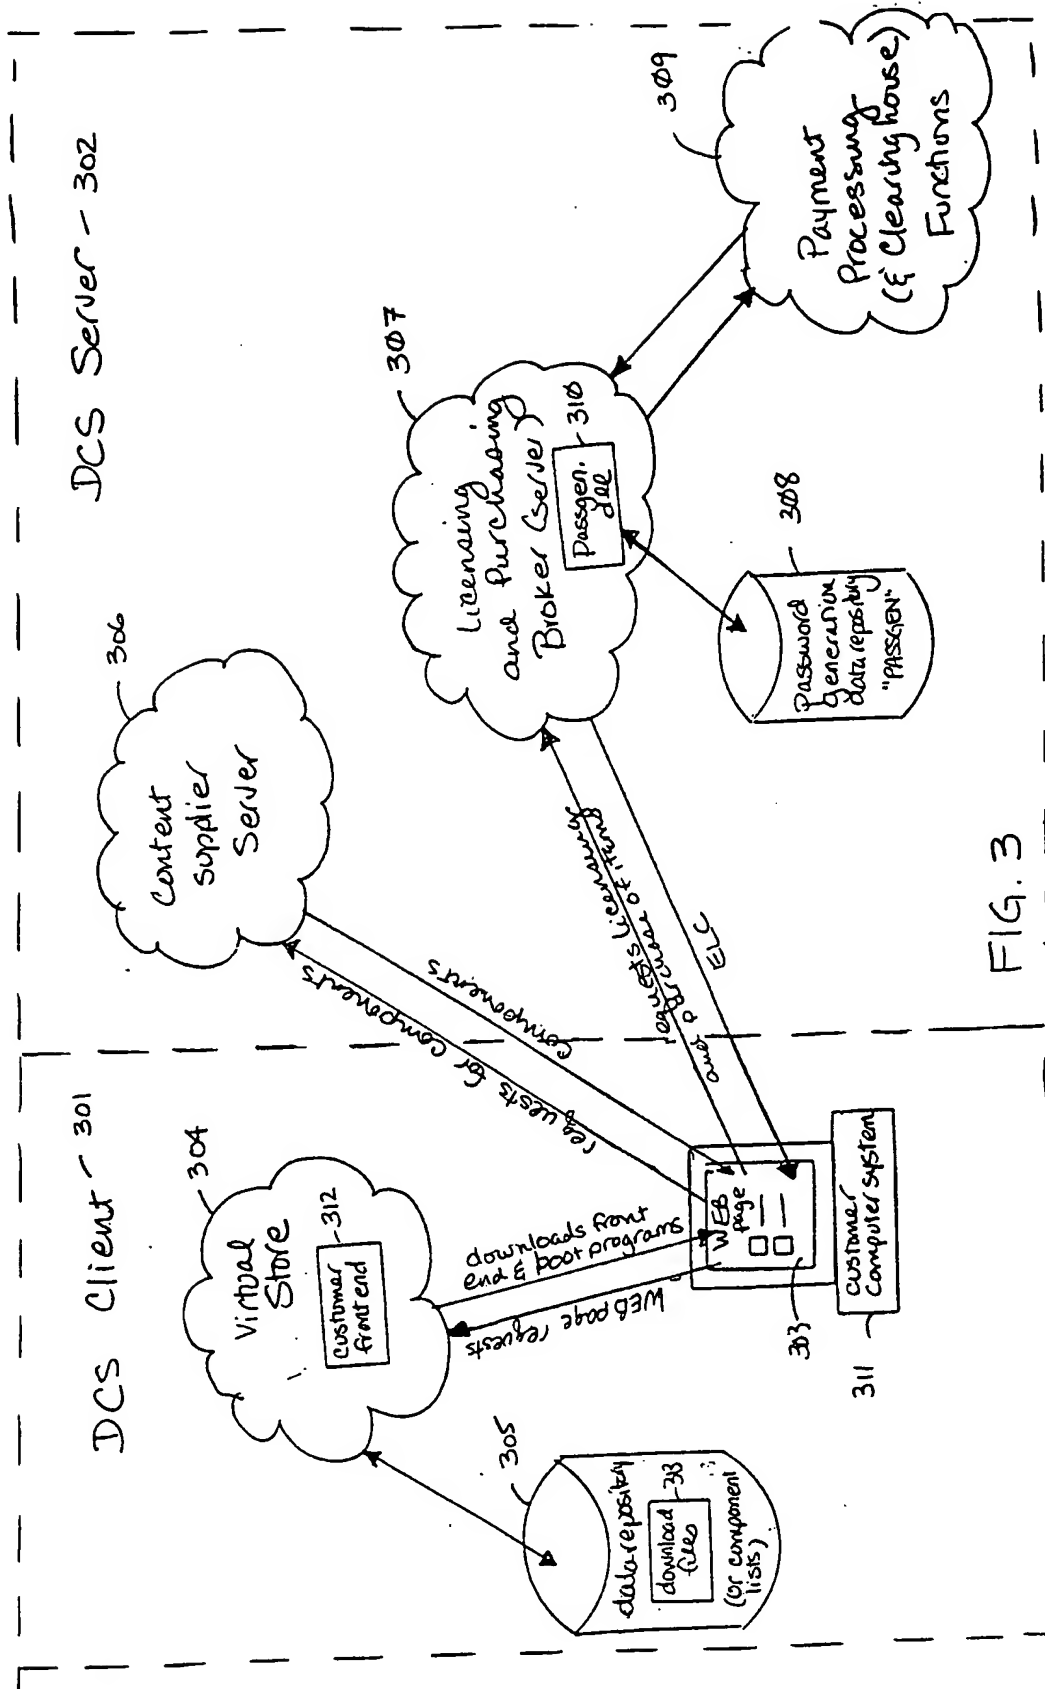 DCS Client - 301
DCS Server - 302
304
Virtual
Store
312
Customer
front end
305
data repository
313
download
files
(or component
lists)
downloads front
end & boot programs
WEB page requests
WEB
page
303
311
customer
computer system
requests for components
components
306
Content
Supplier
Server
requests licensing
and purchase of items
ELC
307
Licensing
and Purchasing
Broker (server)
310
Passgen.
dll
308
Password
generation
data repository
"PASSGEN"
309
Payment
Processing
(& Clearinghouse)
Functions
FIG. 3